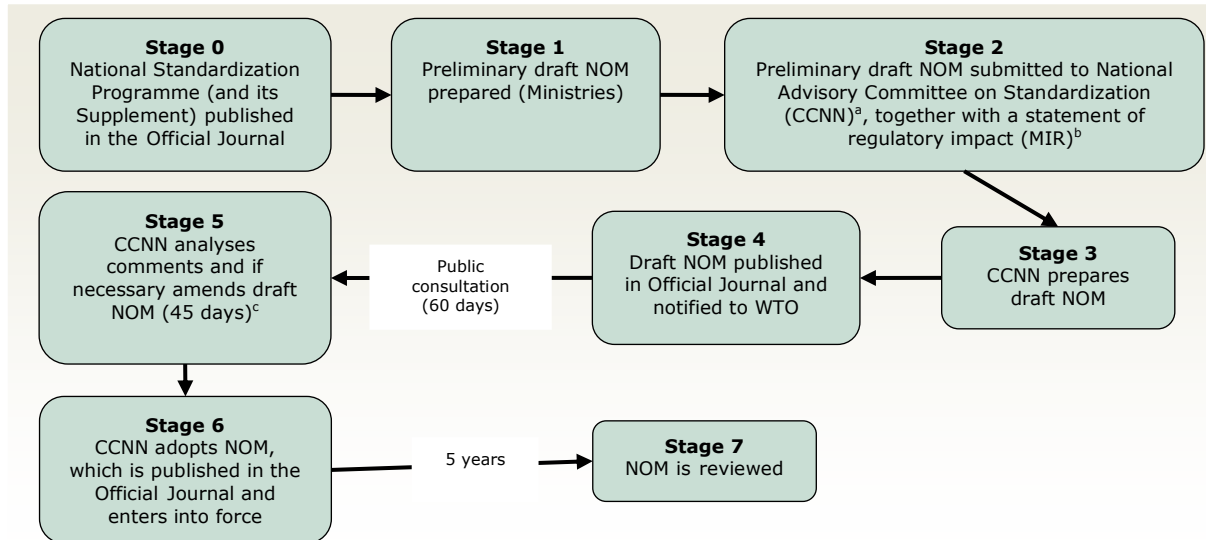 Stage 0
National Standardization
Programme (and its
Supplement) published
in the Official Journal
Stage 1
Preliminary draft NOM
prepared (Ministries)
Stage 2
Preliminary draft NOM submitted to National
Advisory Committee on Standardization
(CCNN)a, together with a statement of
regulatory impact (MIR)b
Stage 3
CCNN prepares
draft NOM
Stage 4
Draft NOM published
in Official Journal and
notified to WTO
Public
consultation
(60 days)
Stage 5
CCNN analyses
comments and if
necessary amends draft
NOM (45 days)c
Stage 6
CCNN adopts NOM,
which is published in the
Official Journal and
enters into force
5 years
Stage 7
NOM is reviewed